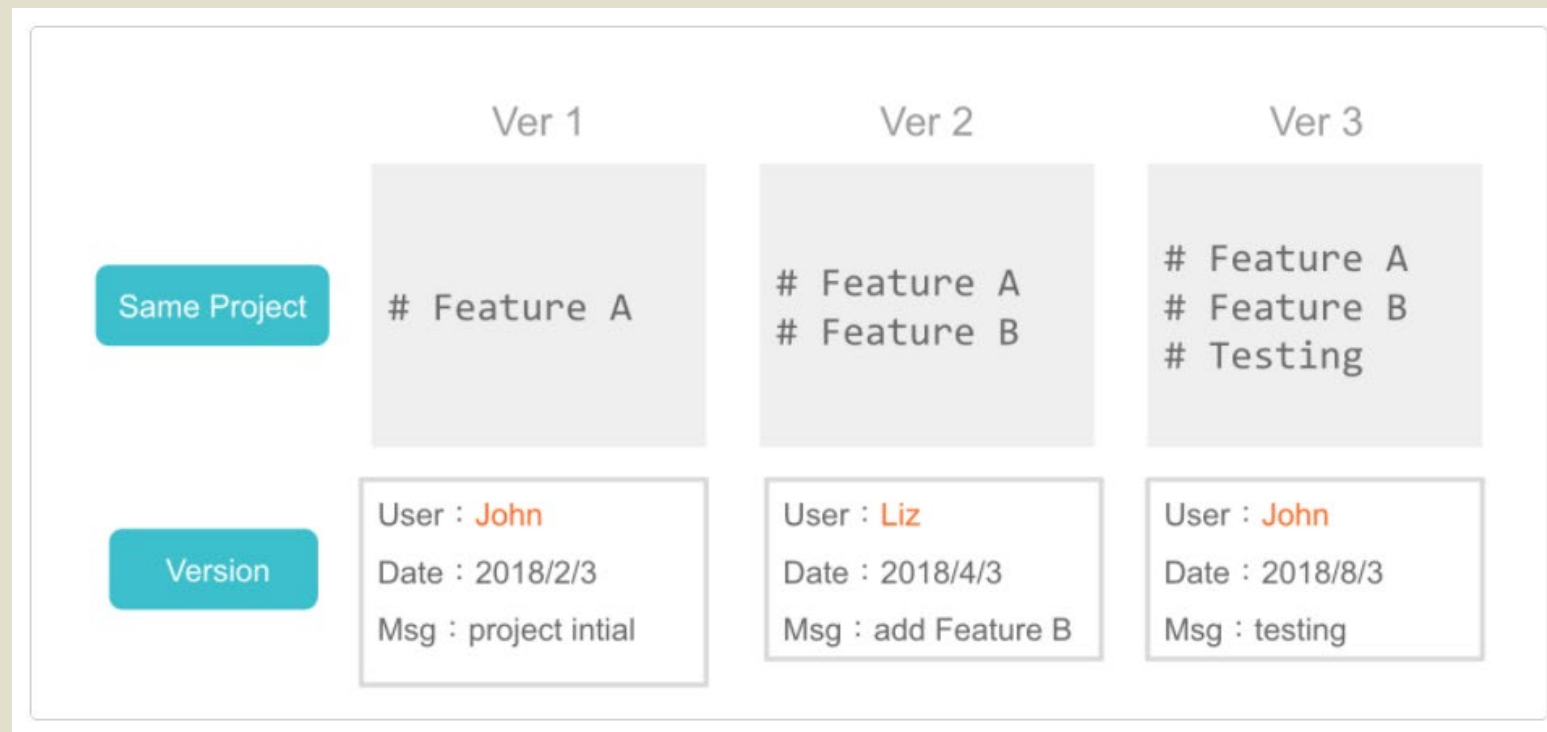 Ver 1
Ver 2
Ver 3
Same Project
# Feature A
# Feature A
# Feature B
# Feature A
# Feature B
# Testing
Version
User：John
Date：2018/2/3
Msg：project intial
User：Liz
Date：2018/4/3
Msg：add Feature B
User：John
Date：2018/8/3
Msg：testing